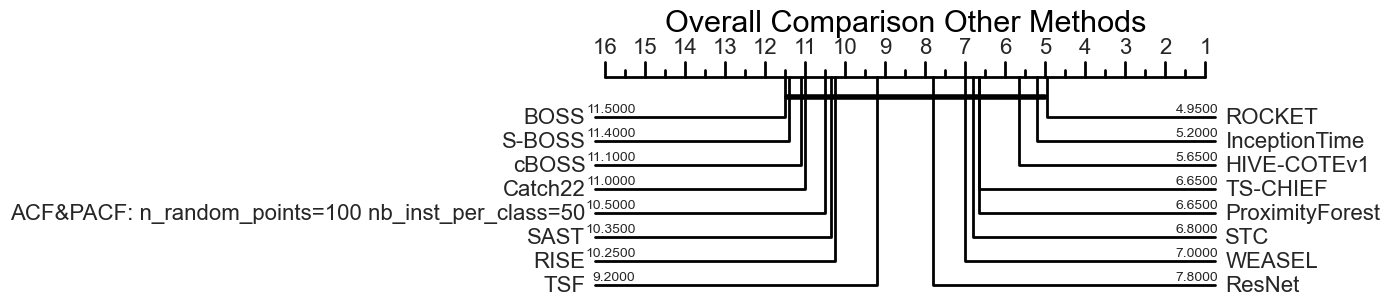 Overall Comparison Other Methods
16 15 14 13 12 11 10 9 8 7 6 5 4 3 2 1
BOSS 11.5000 4.9500 ROCKET
S-BOSS 11.4000 5.2000 InceptionTime
cBOSS 11.1000 5.6500 HIVE-COTEv1
Catch22 11.0000 6.6500 TS-CHIEF
ACF&PACF: n_random_points=100 nb_inst_per_class=50 10.5000 6.6500 ProximityForest
SAST 10.3500 6.8000 STC
RISE 10.2500 7.0000 WEASEL
TSF 9.2000 7.8000 ResNet